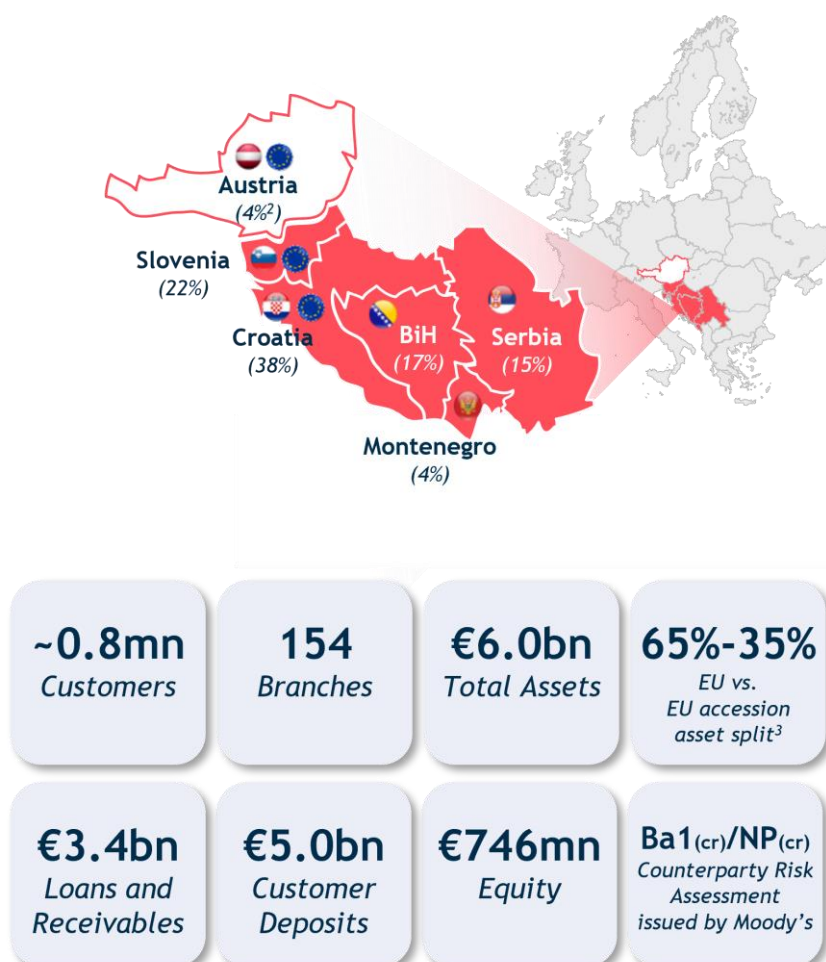 Austria
(4%²)
Slovenia
(22%)
Croatia
(38%)
BiH
(17%)
Serbia
(15%)
Montenegro
(4%)
~0.8mn
Customers
154
Branches
€6.0bn
Total Assets
65%-35%
EU vs.
EU accession
asset split³
€3.4bn
Loans and
Receivables
€5.0bn
Customer
Deposits
€746mn
Equity
Ba1(cr)/NP(cr)
Counterparty Risk
Assessment
issued by Moody's